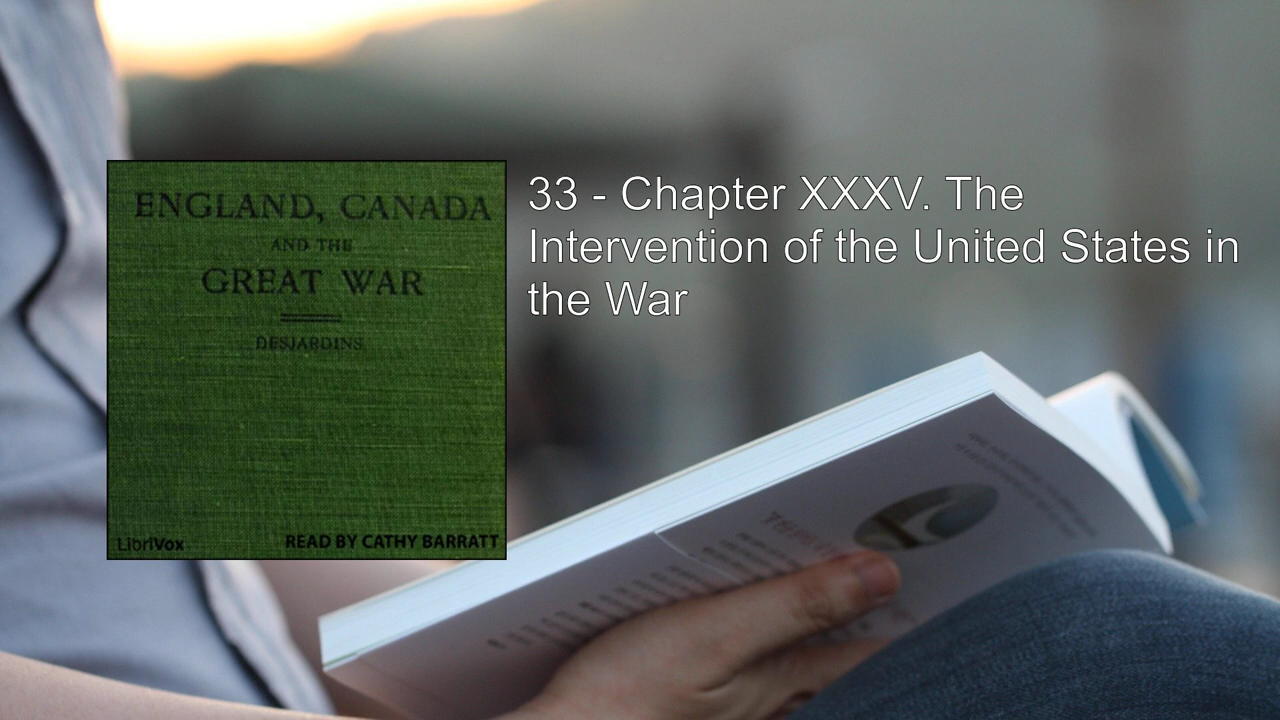 ENGLAND, CANADA
AND THE
GREAT WAR
DESJARDINS
LibriVox
READ BY CATHY BARRATT
33 - Chapter XXXV. The
Intervention of the United States in
the War